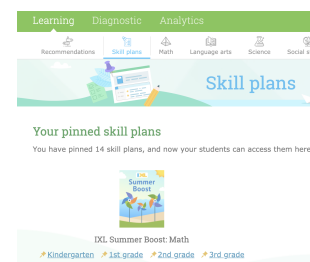 Learning Diagnostic Analytics
Recommendations Skill plans Math Language arts Science
Skill plans
Your pinned skill plans
You have pinned 14 skill plans, and now your students can access them here
IXL
Summer
Boost
IXL Summer Boost: Math
Kindergarten 1st grade 2nd grade 3rd grade